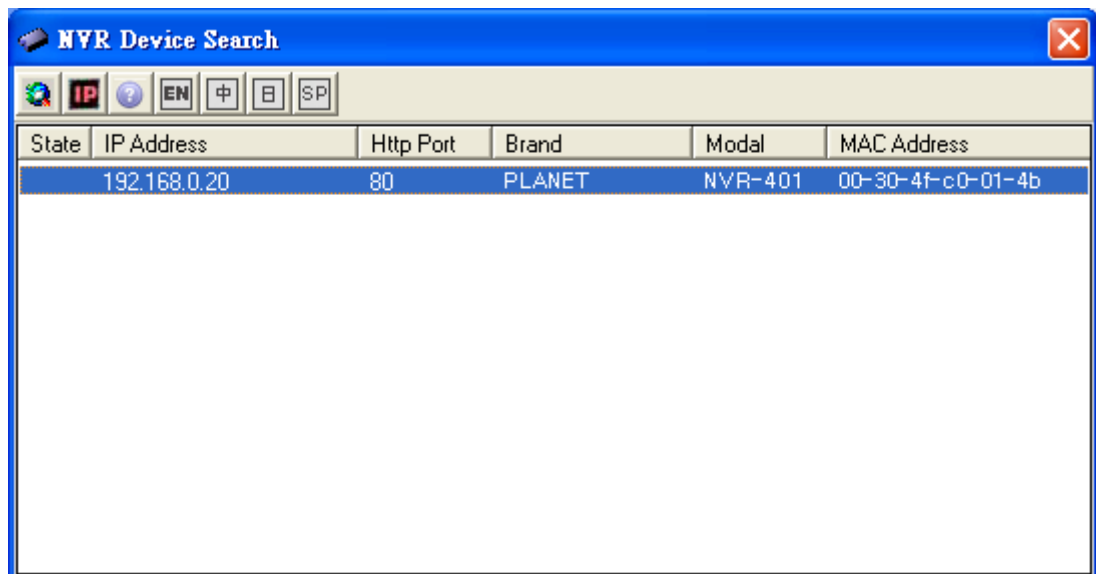 NVR Device Search
IP ? EN 中 日 SP
State IP Address Http Port Brand Modal MAC Address
192.168.0.20 80 PLANET NVR-401 00-30-4f-c0-01-4b